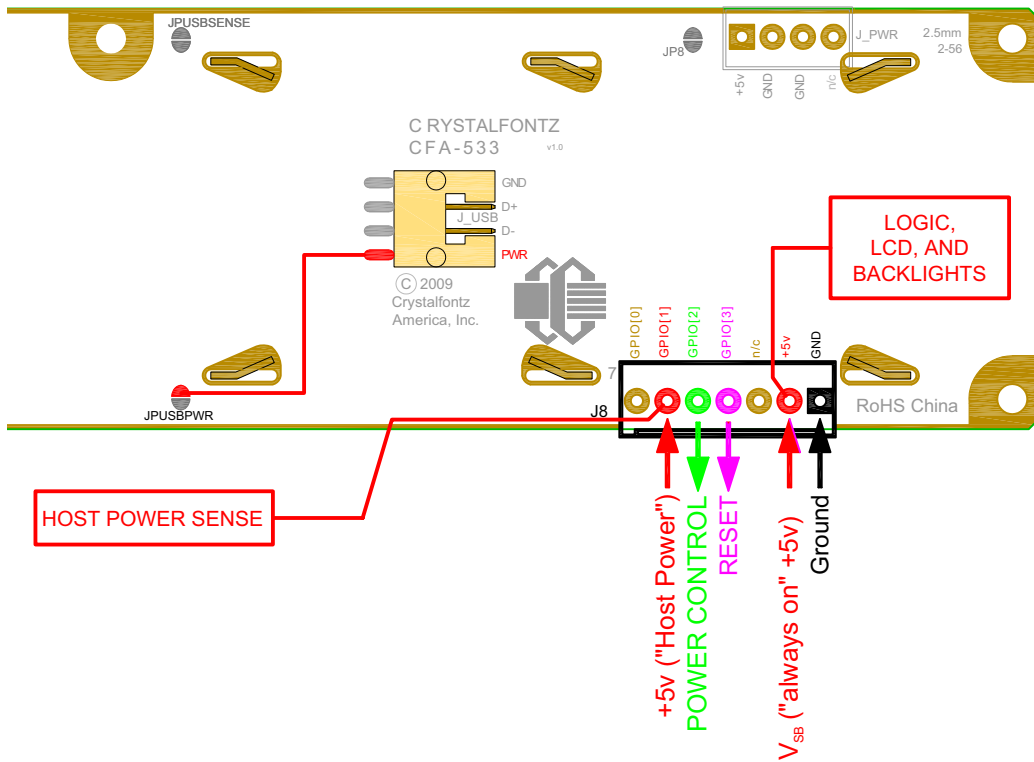 JPUSBSENSE
JP8
J_PWR
2.5mm
2-56
+5v
GND
GND
n/c
CRYSTALFONTZ
CFA-533
v1.0
GND
D+
J_USB
D-
PWR
© 2009
Crystalfontz
America, Inc.
LOGIC,
LCD, AND
BACKLIGHTS
GPIO[0]
GPIO[1]
GPIO[2]
GPIO[3]
n/c
+5v
GND
7
J8
RoHS China
JPUSBPWR
HOST POWER SENSE
+5v ("Host Power")
POWER CONTROL
RESET
VSB ("always on" +5v)
Ground